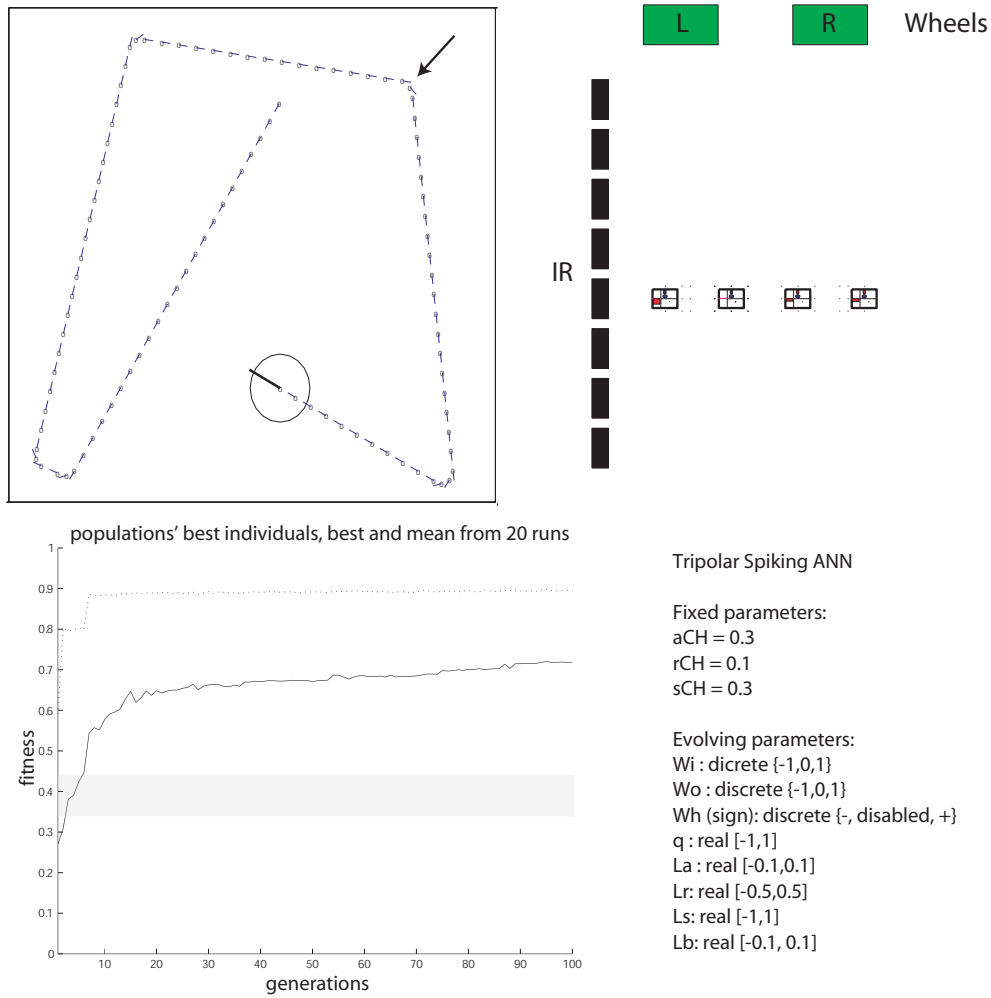 L R Wheels
IR
populations' best individuals, best and mean from 20 runs
1
0.9
0.8
0.7
0.6
0.5
0.4
0.3
0.2
0.1
0
fitness
10 20 30 40 50 60 70 80 90 100
generations
Tripolar Spiking ANN
Fixed parameters:
aCH = 0.3
rCH = 0.1
sCH = 0.3
Evolving parameters:
Wi : dicrete {-1,0,1}
Wo : discrete {-1,0,1}
Wh (sign): discrete {-, disabled, +}
q : real [-1,1]
La : real [-0.1,0.1]
Lr: real [-0.5,0.5]
Ls: real [-1,1]
Lb: real [-0.1, 0.1]